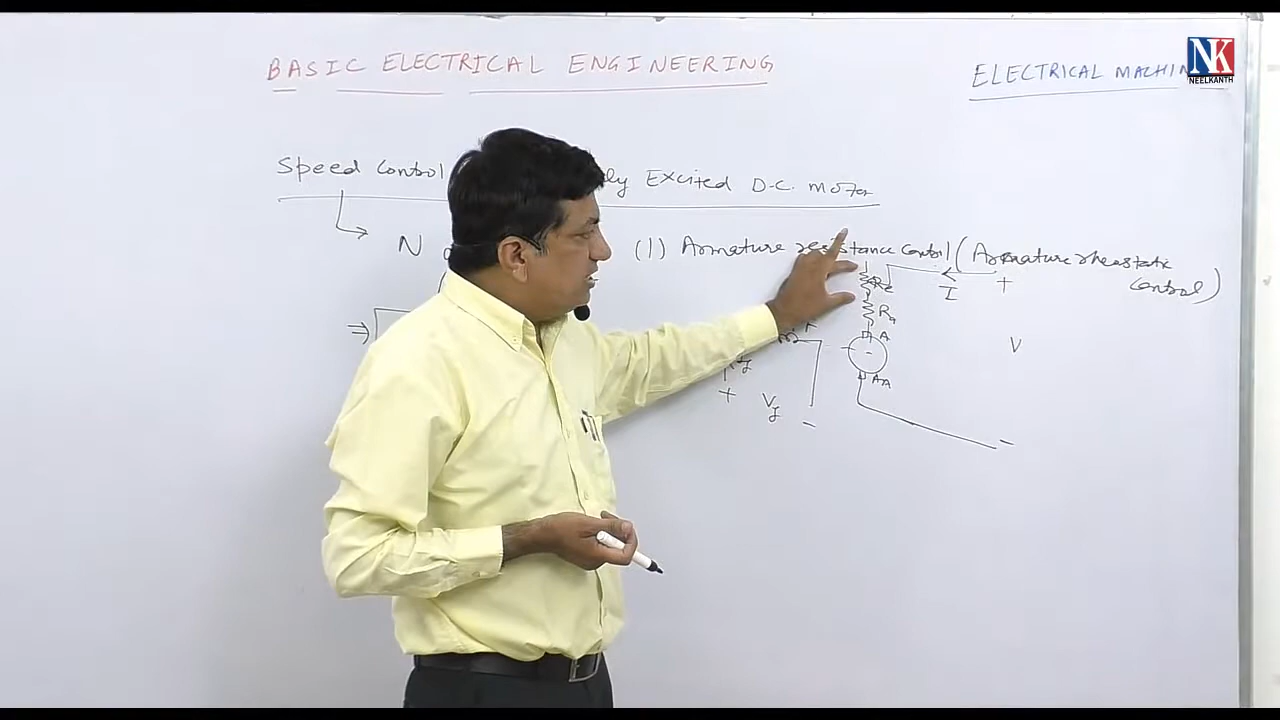 BASIC ELECTRICAL ENGINEERING
ELECTRICAL MACHIN
NK
NEELKANTH
Speed Control ly Excited D.C. motor
N
(1) Armature resistance control (Armature rheostatic
control)
Re
I
+
Ra
A
V
AA
+
Vf
-
-